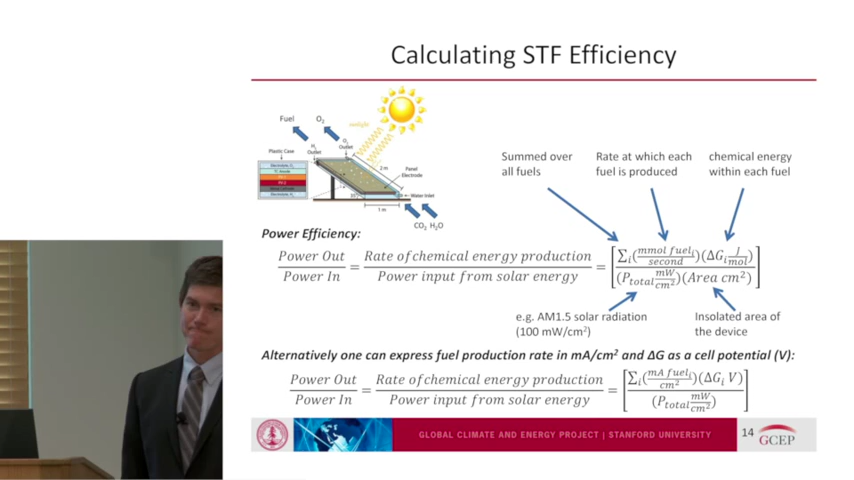 Calculating STF Efficiency
Fuel
O2
sunlight
H2 Outlet
O2 Outlet
Plastic Case
2 m
Panel Electrode
Water Inlet
1 m
CO2 H2O
Summed over all fuels
Rate at which each fuel is produced
chemical energy within each fuel
Power Efficiency:
Power Out / Power In = Rate of chemical energy production / Power input from solar energy = [∑i(mmol fueli / second)(ΔGi J / mol) / (Ptotal mW / cm²)(Area cm²)]
e.g. AM1.5 solar radiation (100 mW/cm²)
Insolated area of the device
Alternatively one can express fuel production rate in mA/cm² and ΔG as a cell potential (V):
Power Out / Power In = Rate of chemical energy production / Power input from solar energy = [∑i(mA fueli / cm²)(ΔGi V) / (Ptotal mW / cm²)]
GLOBAL CLIMATE AND ENERGY PROJECT | STANFORD UNIVERSITY
14
GCEP